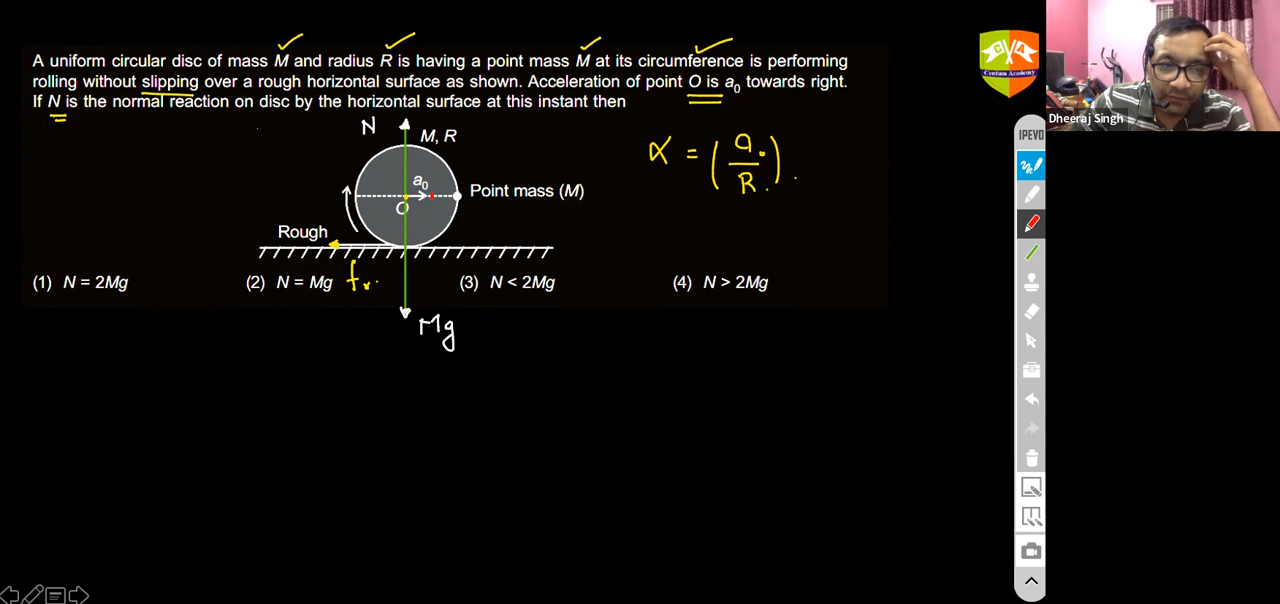 A uniform circular disc of mass M and radius R is having a point mass M at its circumference is performing
rolling without slipping over a rough horizontal surface as shown. Acceleration of point O is a₀ towards right.
If N is the normal reaction on disc by the horizontal surface at this instant then
N
M, R
a₀
O
Point mass (M)
Rough
fr
Mg
α = (a₀/R)
(1) N = 2Mg
(2) N = Mg
(3) N < 2Mg
(4) N > 2Mg
Centum Academy
Dheeraj Singh
IPEVO